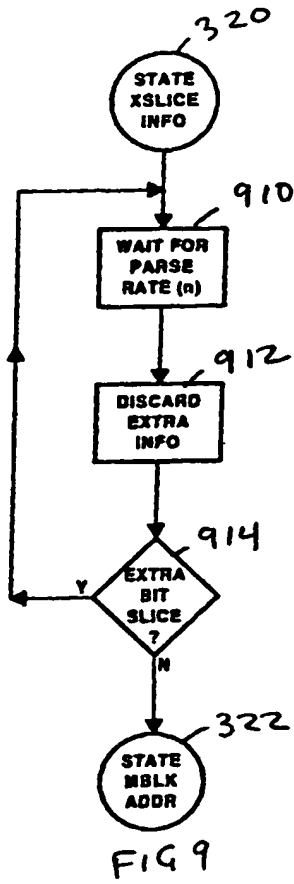 320
STATE
XSLICE
INFO
910
WAIT FOR
PARSE
RATE (n)
912
DISCARD
EXTRA
INFO
914
EXTRA
BIT
SLICE
?
Y
N
322
STATE
MBLK
ADDR
FIG 9